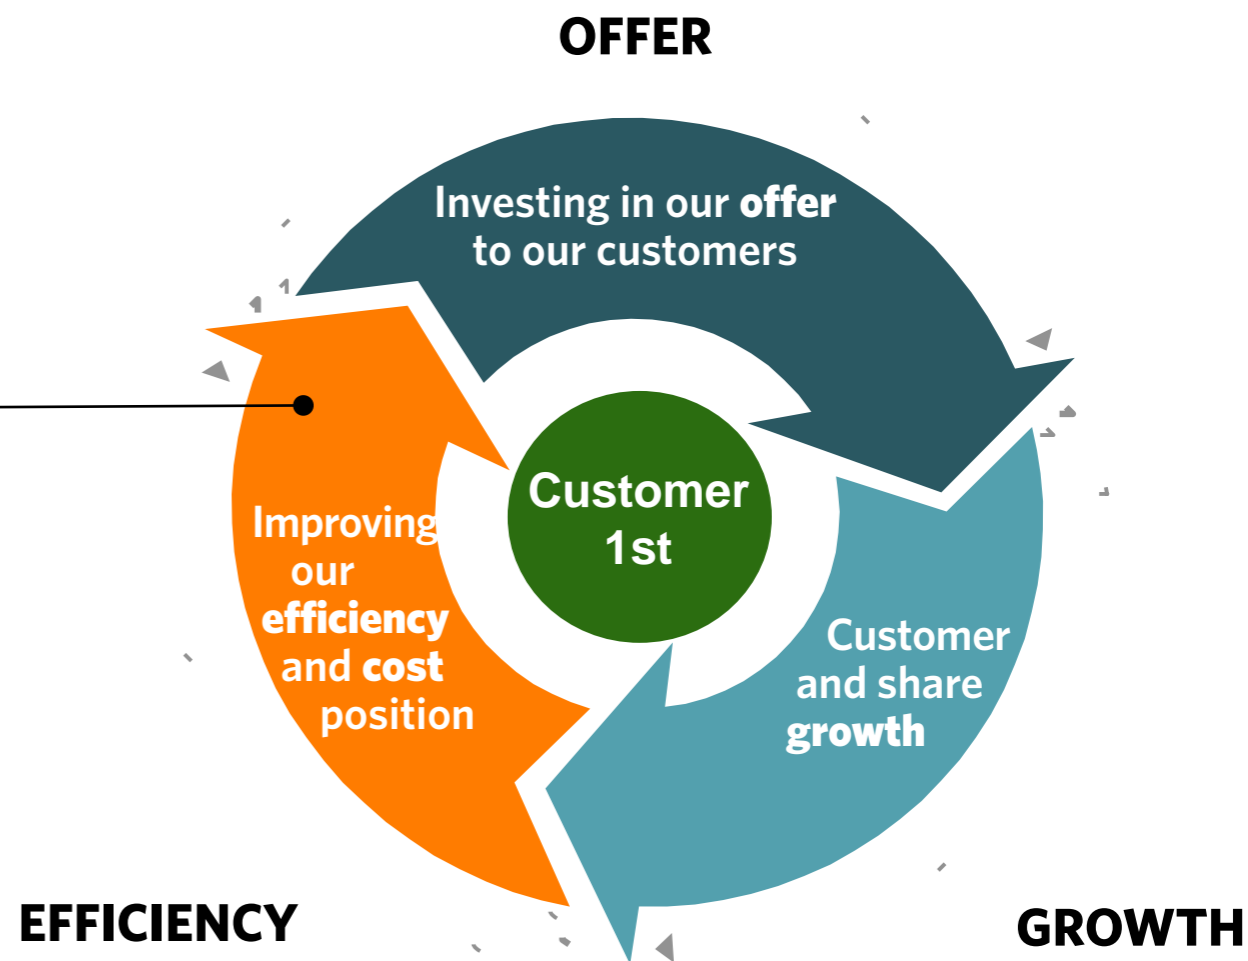 OFFER
Investing in our offer
to our customers
Customer
1st
Improving
our
efficiency
and cost
position
Customer
and share
growth
EFFICIENCY
GROWTH